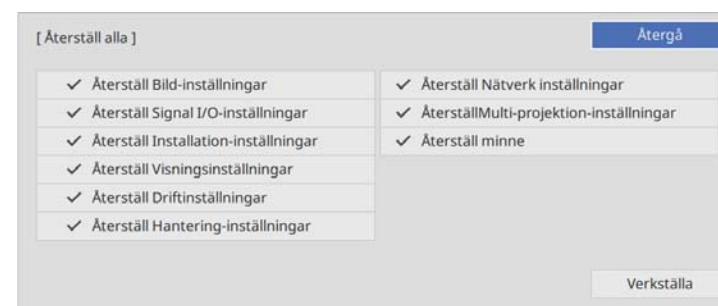 [ Återställ alla ]
Återgå
✓ Återställ Bild-inställningar
✓ Återställ Signal I/O-inställningar
✓ Återställ Installation-inställningar
✓ Återställ Visningsinställningar
✓ Återställ Driftinställningar
✓ Återställ Hantering-inställningar
✓ Återställ Nätverk inställningar
✓ ÅterställMulti-projektion-inställningar
✓ Återställ minne
Verkställa